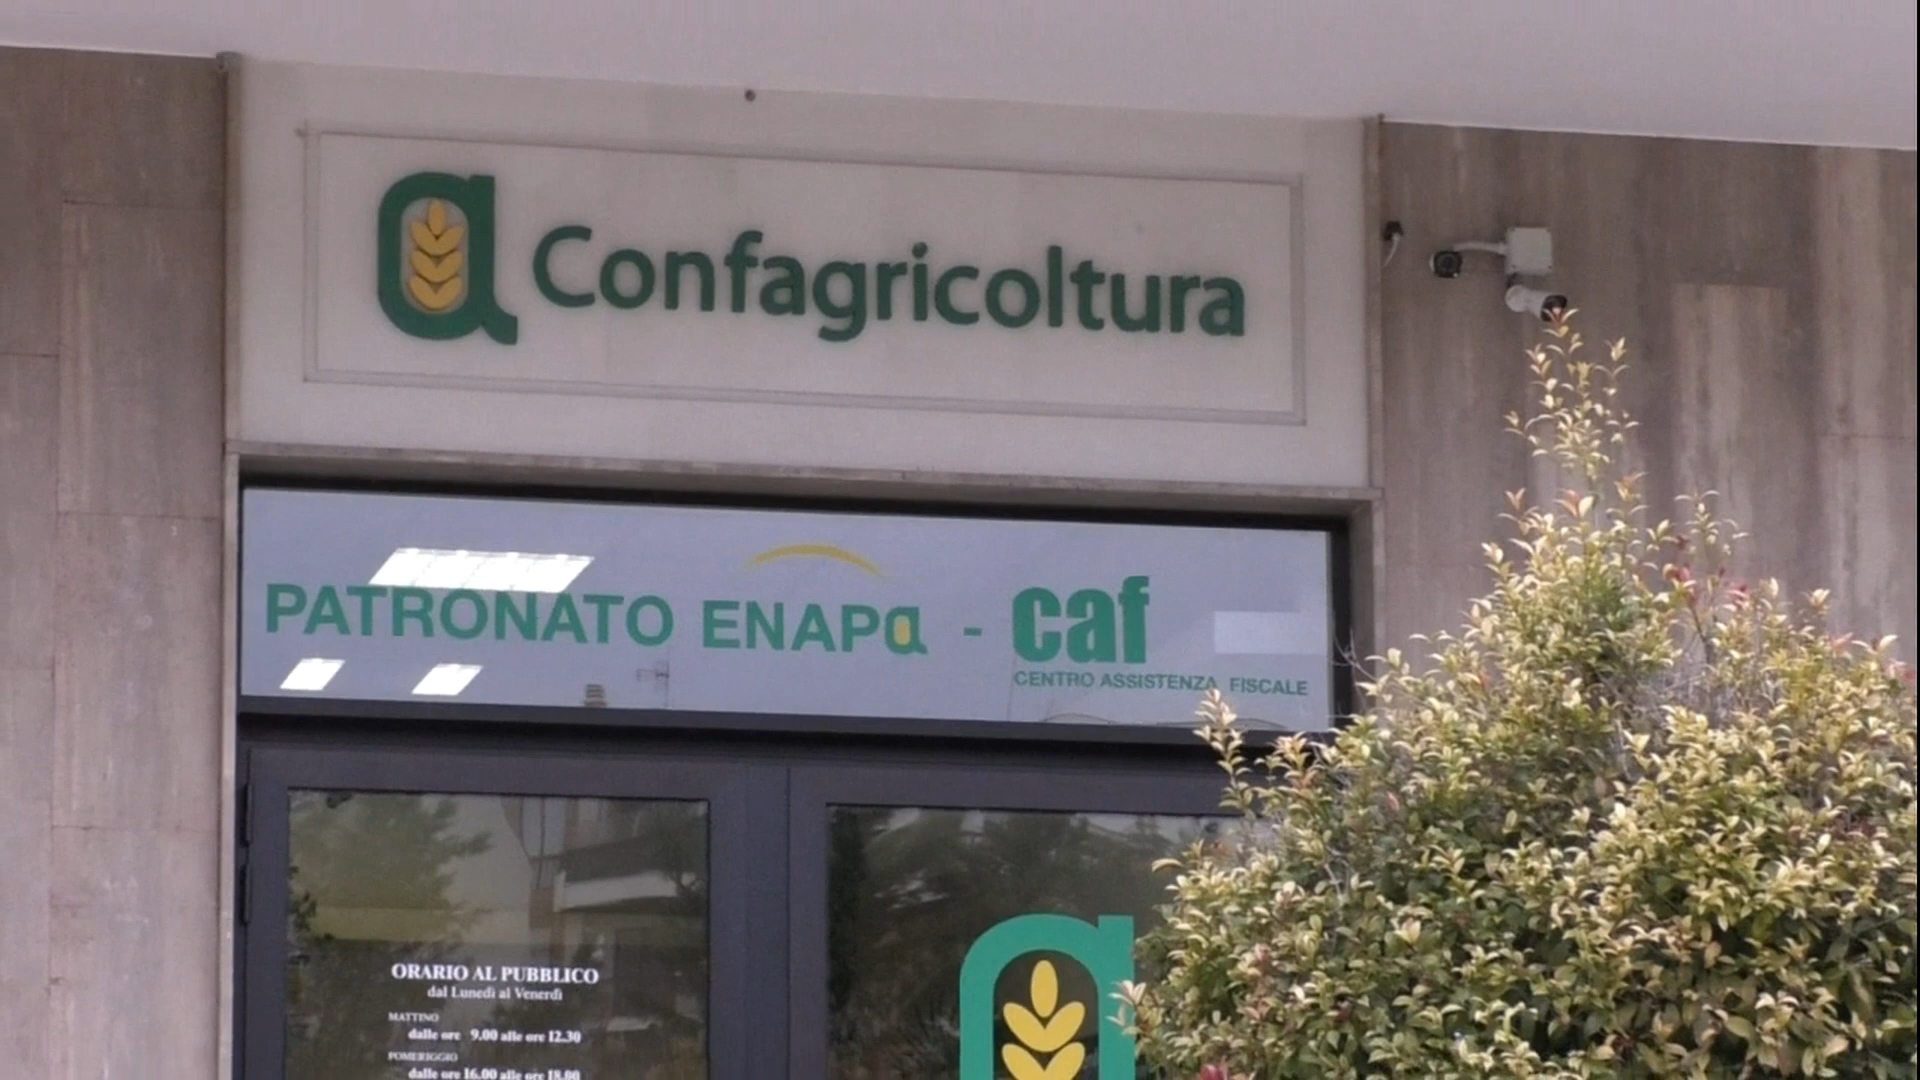 a Confagricoltura
PATRONATO ENAPa - caf
CENTRO ASSISTENZA FISCALE
ORARIO AL PUBBLICO
dal Lunedì al Venerdì
MATTINO
dalle ore 9.00 alle ore 12.30
POMERIGGIO
dalle ore 16.00 alle ore 18.00
a